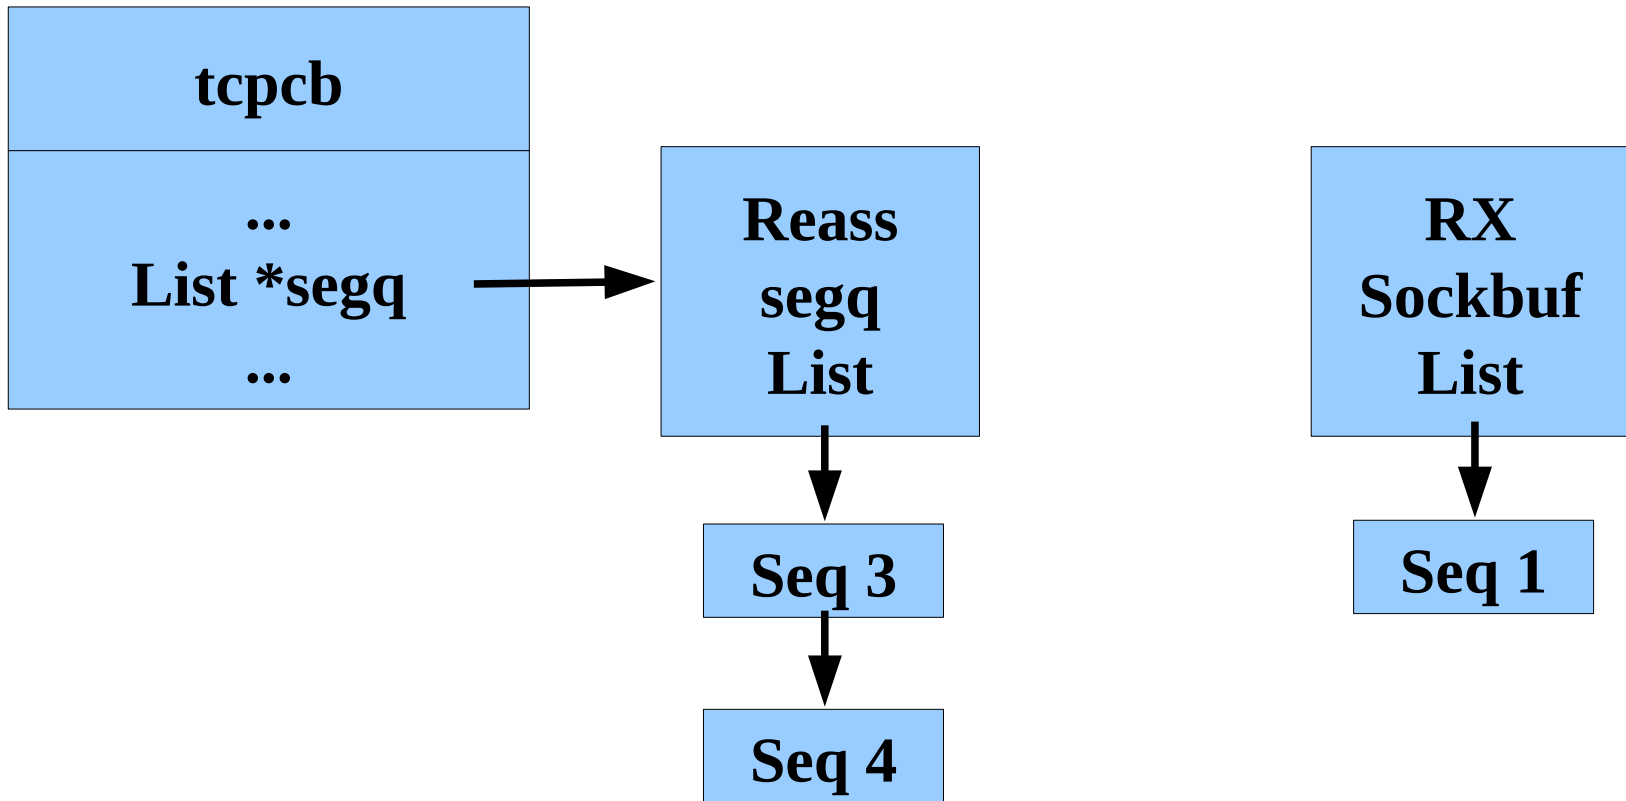 tcpcb
...
List *segq
...
Reass
segq
List
Seq 3
Seq 4
RX
Sockbuf
List
Seq 1